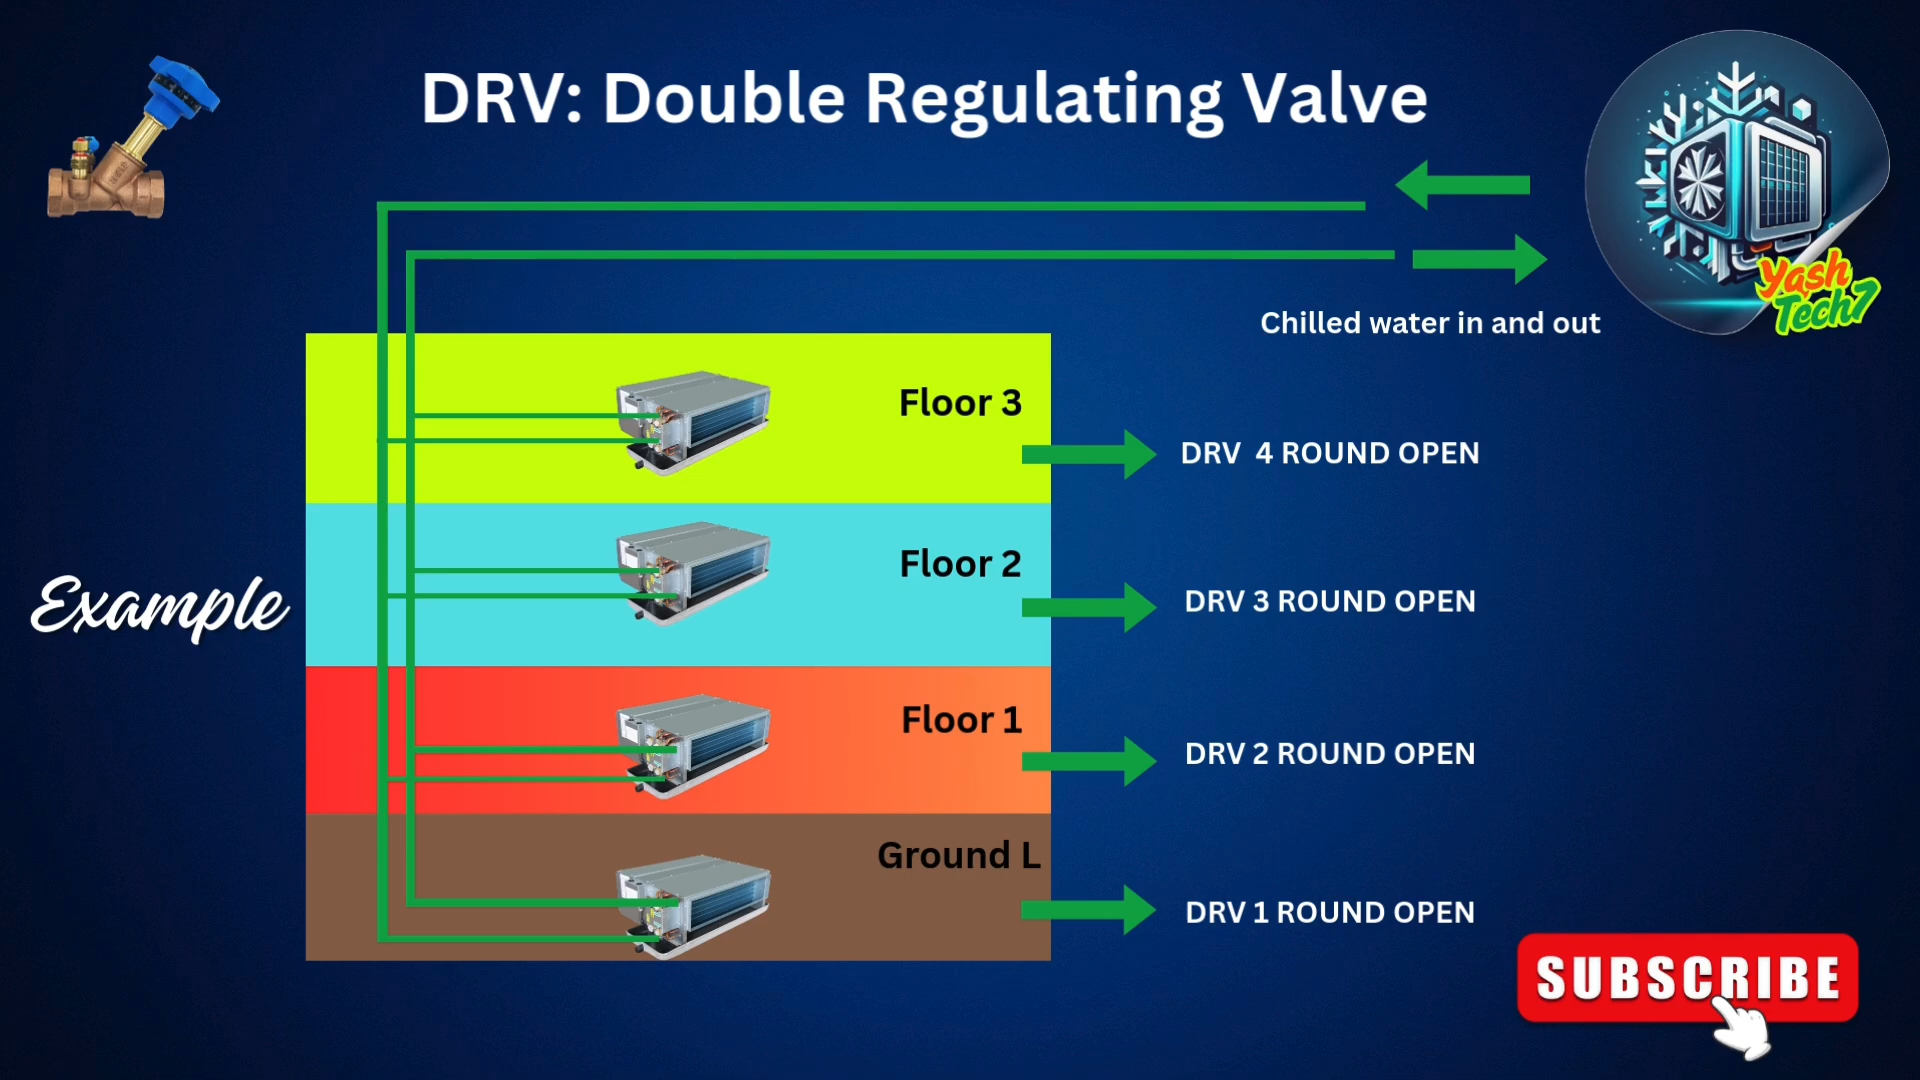 DRV: Double Regulating Valve
Yash
Tech7
Chilled water in and out
Floor 3
DRV 4 ROUND OPEN
Floor 2
DRV 3 ROUND OPEN
Example
Floor 1
DRV 2 ROUND OPEN
Ground L
DRV 1 ROUND OPEN
SUBSCRIBE